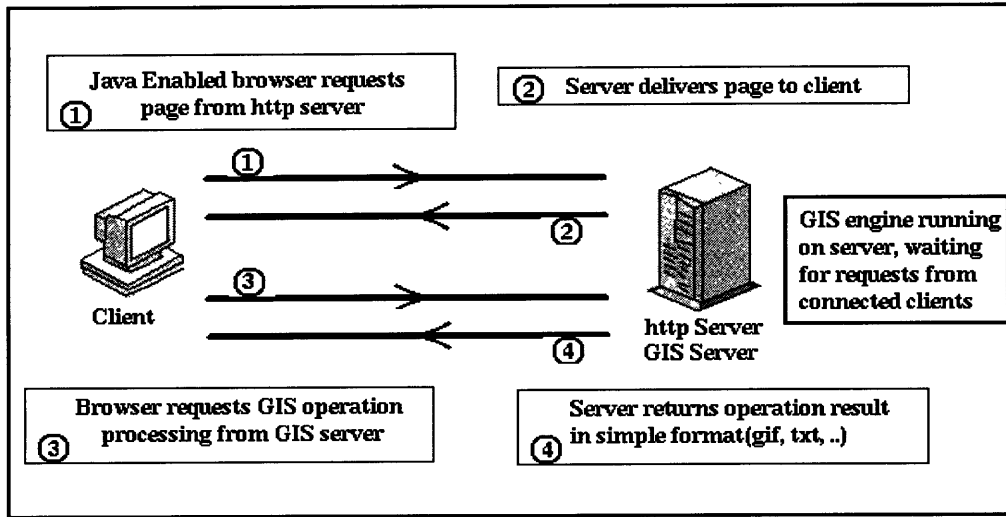 Java Enabled browser requests
① page from http server
② Server delivers page to client
①
②
③
④
Client
http Server
GIS Server
GIS engine running
on server, waiting
for requests from
connected clients
Browser requests GIS operation
③ processing from GIS server
Server returns operation result
④ in simple format(gif, txt, ..)